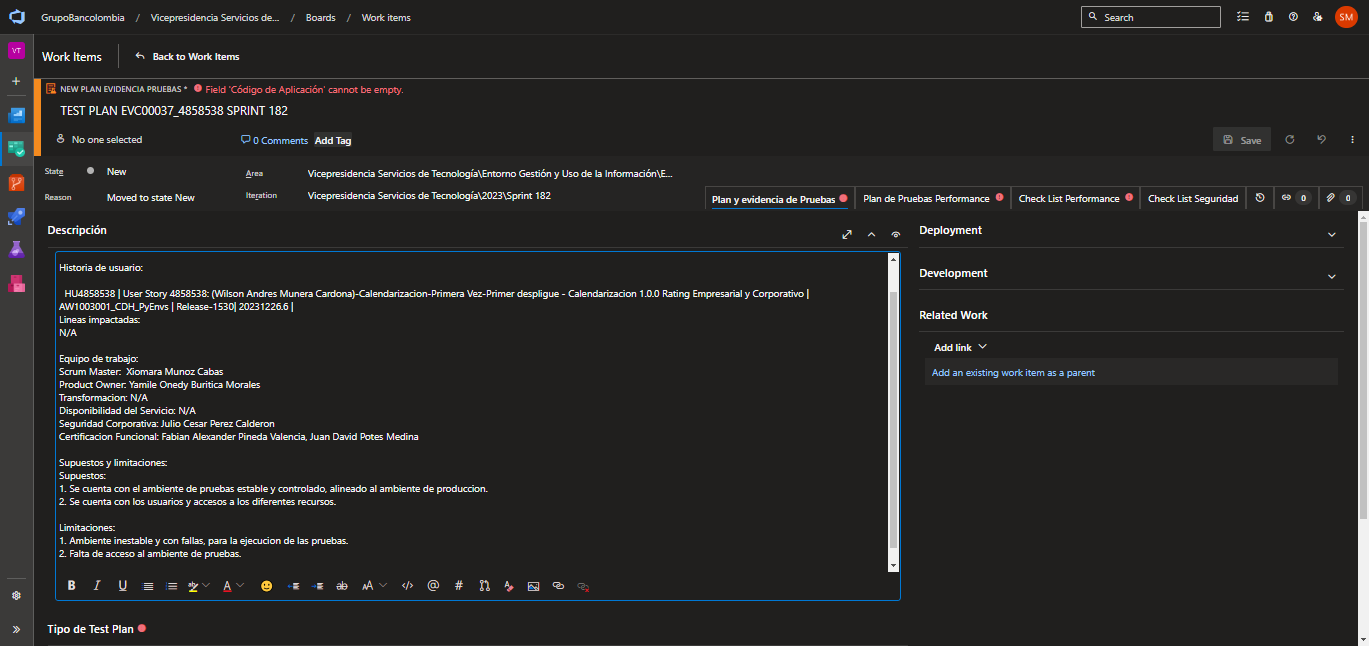 GrupoBancolombia / Vicepresidencia Servicios de... / Boards / Work items
Search
SM
VT
Work Items
Back to Work Items
NEW PLAN EVIDENCIA PRUEBAS * Field 'Código de Aplicación' cannot be empty.
TEST PLAN EVC00037_4858538 SPRINT 182
No one selected
0 Comments
Add Tag
Save
State
New
Area
Vicepresidencia Servicios de Tecnología\Entorno Gestión y Uso de la Información\E...
Reason
Moved to state New
Iteration
Vicepresidencia Servicios de Tecnología\2023\Sprint 182
Plan y evidencia de Pruebas
Plan de Pruebas Performance
Check List Performance
Check List Seguridad
0
0
Descripción
Historia de usuario:
HU4858538 | User Story 4858538: (Wilson Andres Munera Cardona)-Calendarizacion-Primera Vez-Primer despligue - Calendarizacion 1.0.0 Rating Empresarial y Corporativo |
AW1003001_CDH_PyEnvs | Release-1530| 20231226.6 |
Lineas impactadas:
N/A
Equipo de trabajo:
Scrum Master: Xiomara Munoz Cabas
Product Owner: Yamile Onedy Buritica Morales
Transformacion: N/A
Disponibilidad del Servicio: N/A
Seguridad Corporativa: Julio Cesar Perez Calderon
Certificacion Funcional: Fabian Alexander Pineda Valencia, Juan David Potes Medina
Supuestos y limitaciones:
Supuestos:
1. Se cuenta con el ambiente de pruebas estable y controlado, alineado al ambiente de produccion.
2. Se cuenta con los usuarios y accesos a los diferentes recursos.
Limitaciones:
1. Ambiente inestable y con fallas, para la ejecucion de las pruebas.
2. Falta de acceso al ambiente de pruebas.
Tipo de Test Plan
Deployment
Development
Related Work
Add link
Add an existing work item as a parent